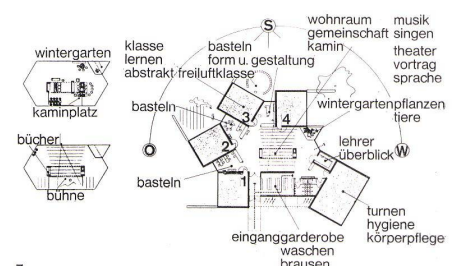 wintergarten
kaminplatz
bücher
bühne
klasse
lernen
abstrakt
basteln
form u. gestaltung
freiluftklasse
S
wohnraum
gemeinschaft
kamin
musik
singen
theater
vortrag
sprache
basteln
wintergarten
pflanzen
tiere
3
4
O
2
W
lehrer
überblick
basteln
1
turnen
hygiene
körperpflege
eingang
garderobe
waschen
brausen